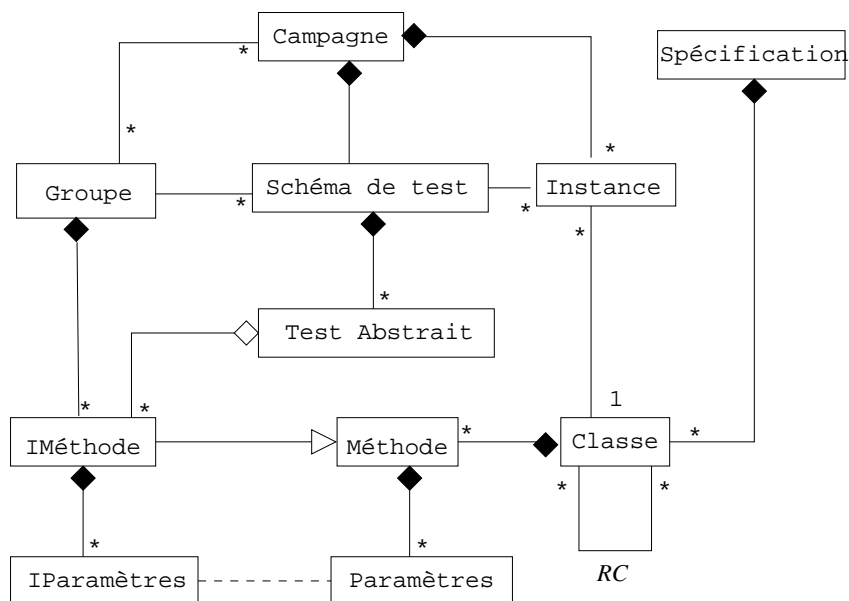 Campagne
Spécification
*
*
*
Groupe
Schéma de test
Instance
*
*
*
*
Test Abstrait
1
*
*
IMéthode
Méthode
*
Classe
*
*
*
*
*
IParamètres
Paramètres
RC